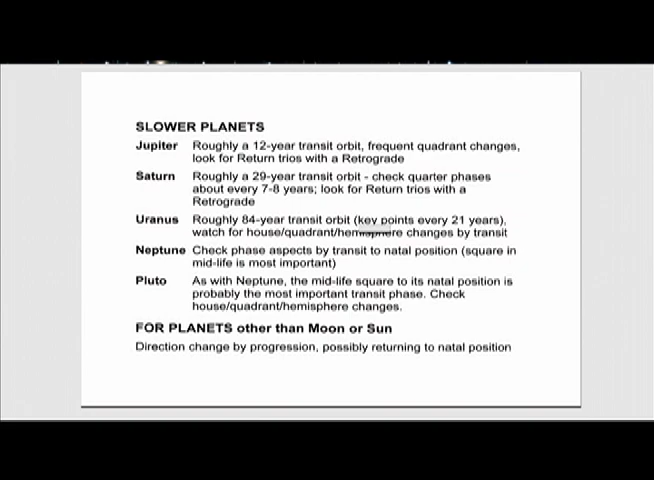 SLOWER PLANETS
Jupiter Roughly a 12-year transit orbit, frequent quadrant changes,
look for Return trios with a Retrograde
Saturn Roughly a 29-year transit orbit - check quarter phases
about every 7-8 years; look for Return trios with a
Retrograde
Uranus Roughly 84-year transit orbit (key points every 21 years),
watch for house/quadrant/hemisphere changes by transit
Neptune Check phase aspects by transit to natal position (square in
mid-life is most important)
Pluto As with Neptune, the mid-life square to its natal position is
probably the most important transit phase. Check
house/quadrant/hemisphere changes.
FOR PLANETS other than Moon or Sun
Direction change by progression, possibly returning to natal position